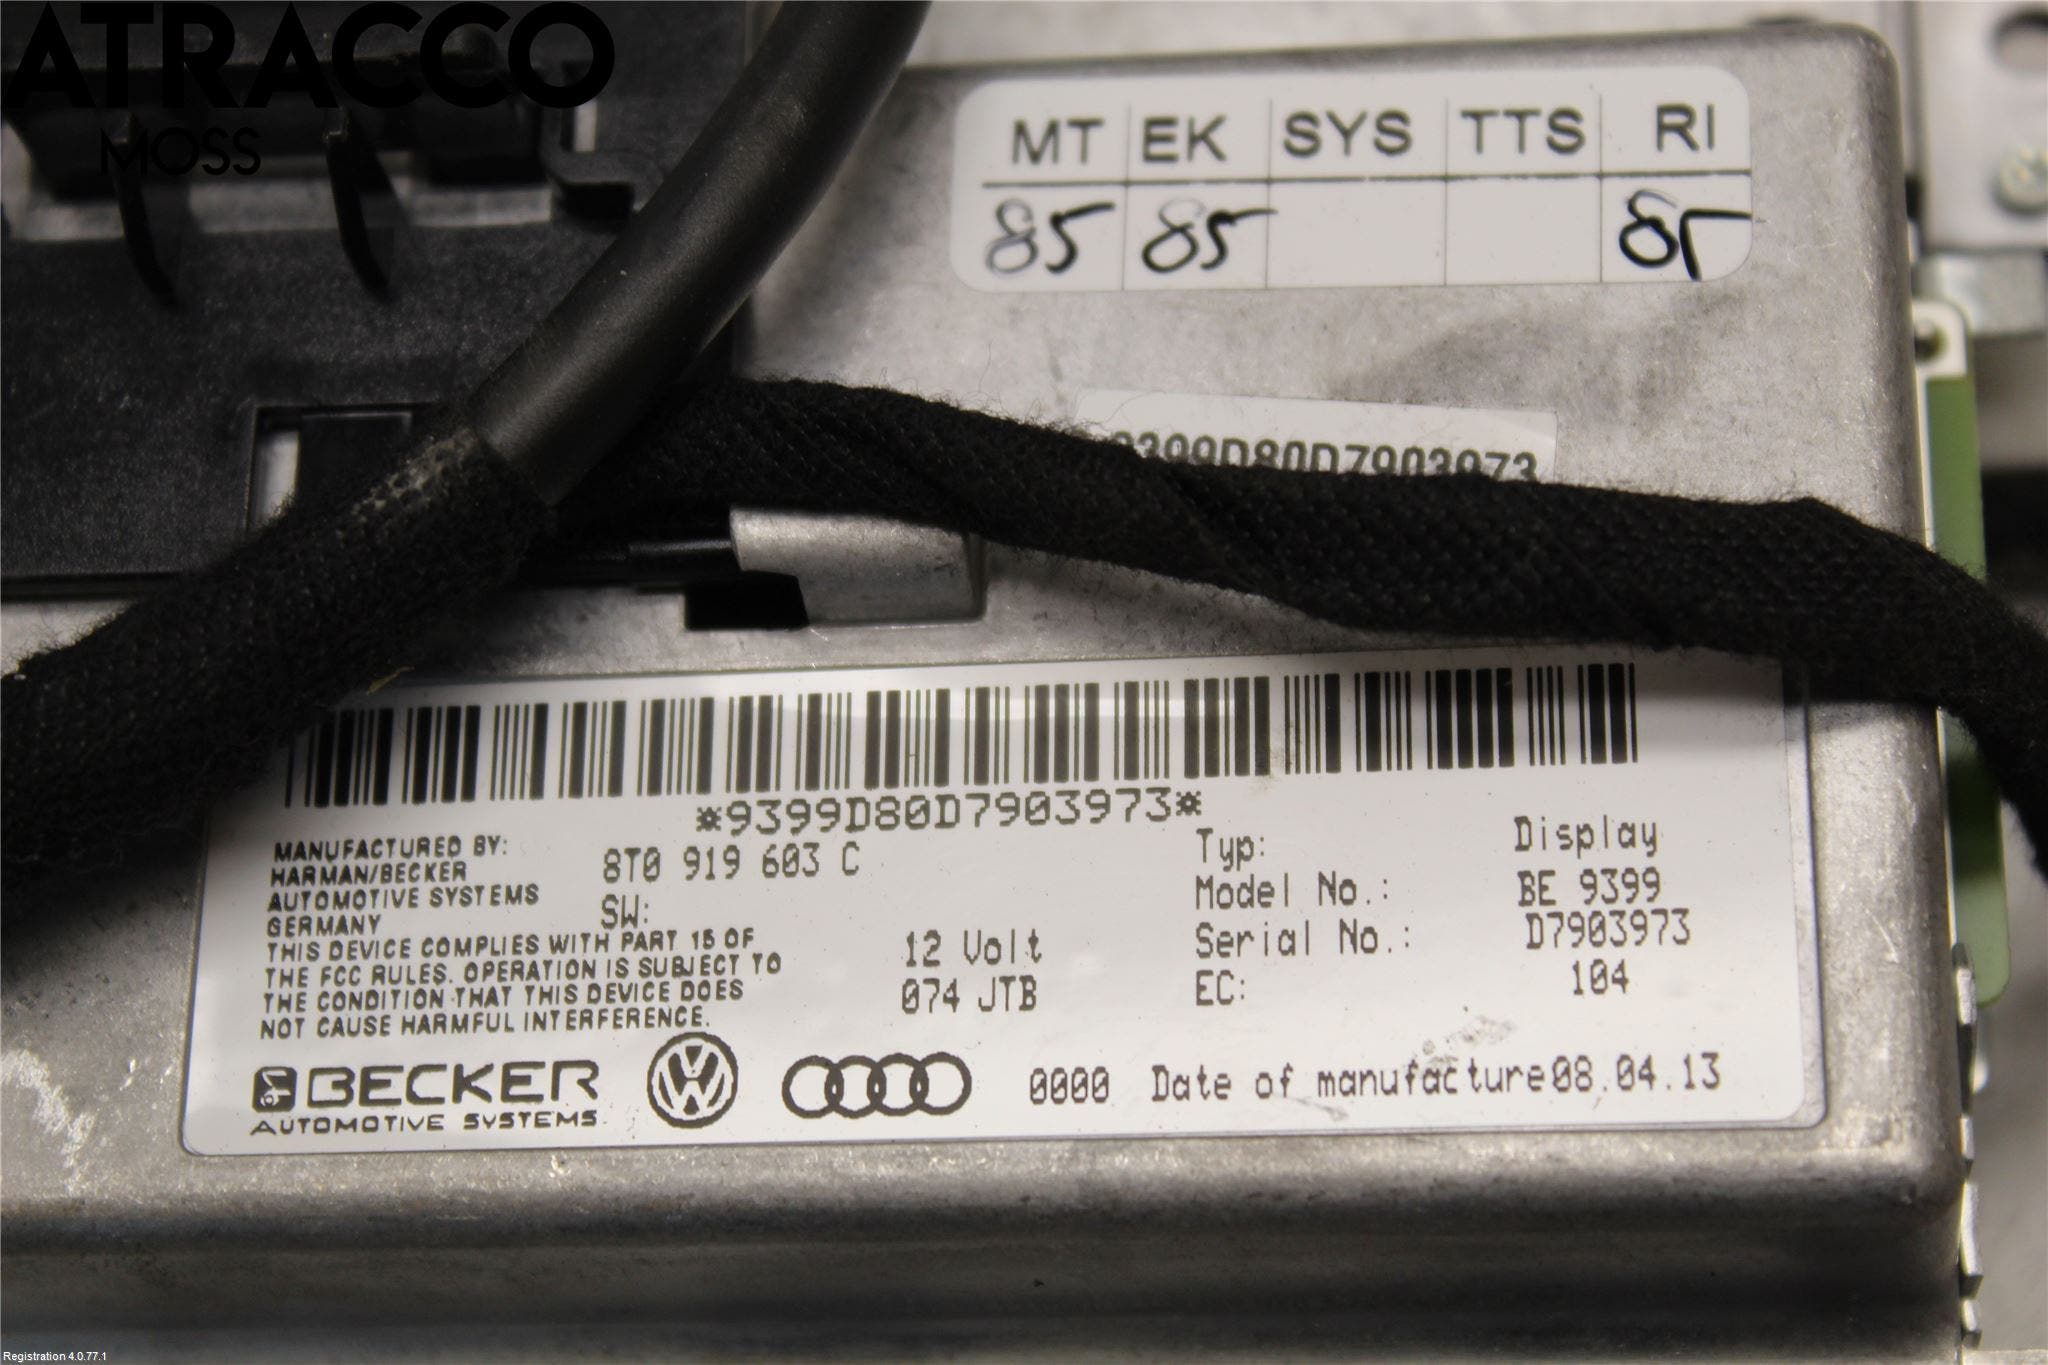 ATRACCO
MOSS
MT EK SYS TTS RI
85 85 85
9399D80D7903973
*9399D80D7903973*
MANUFACTURED BY:
HARMAN/BECKER
AUTOMOTIVE SYSTEMS
GERMANY
THIS DEVICE COMPLIES WITH PART 15 OF
THE FCC RULES. OPERATION IS SUBJECT TO
THE CONDITION THAT THIS DEVICE DOES
NOT CAUSE HARMFUL INTERFERENCE.
8T0 919 603 C
SW:
12 Volt
074 JTB
Typ: Display
Model No.: BE 9399
Serial No.: D7903973
EC: 104
BECKER
AUTOMOTIVE SYSTEMS
0000 Date of manufacture08.04.13
Registration 4.0.77.1